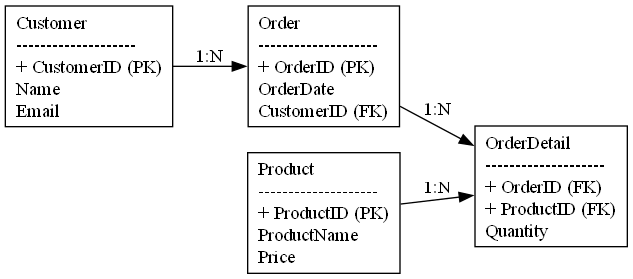 Customer
--------------------
+ CustomerID (PK)
Name
Email
1:N
Order
--------------------
+ OrderID (PK)
OrderDate
CustomerID (FK)
1:N
Product
--------------------
+ ProductID (PK)
ProductName
Price
1:N
OrderDetail
--------------------
+ OrderID (FK)
+ ProductID (FK)
Quantity